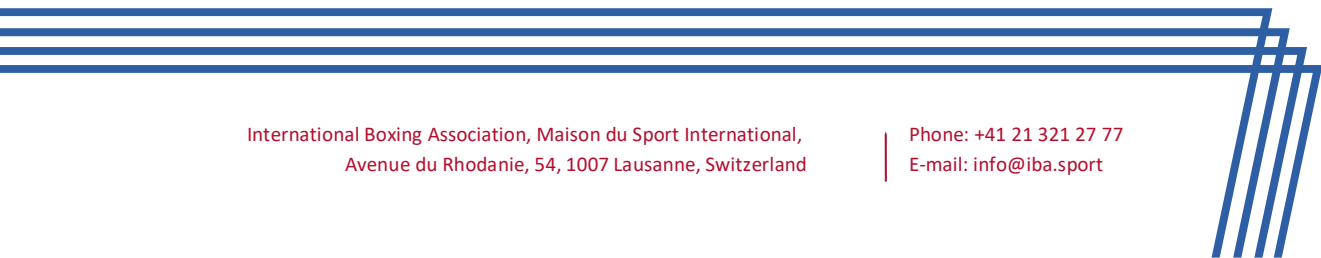 International Boxing Association, Maison du Sport International,
Avenue du Rhodanie, 54, 1007 Lausanne, Switzerland
Phone: +41 21 321 27 77
E-mail: info@iba.sport